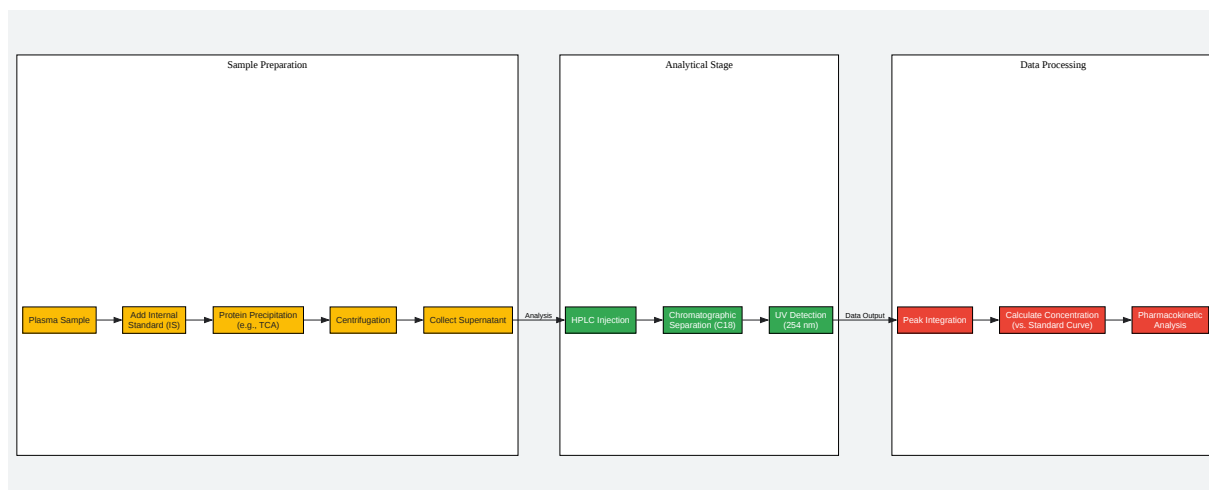 Sample Preparation
Analytical Stage
Data Processing
Plasma Sample
Add Internal
Standard (IS)
Protein Precipitation
(e.g., TCA)
Centrifugation
Collect Supernatant
Analysis
HPLC Injection
Chromatographic
Separation (C18)
UV Detection
(254 nm)
Data Output
Peak Integration
Calculate Concentration
(vs. Standard Curve)
Pharmacokinetic
Analysis